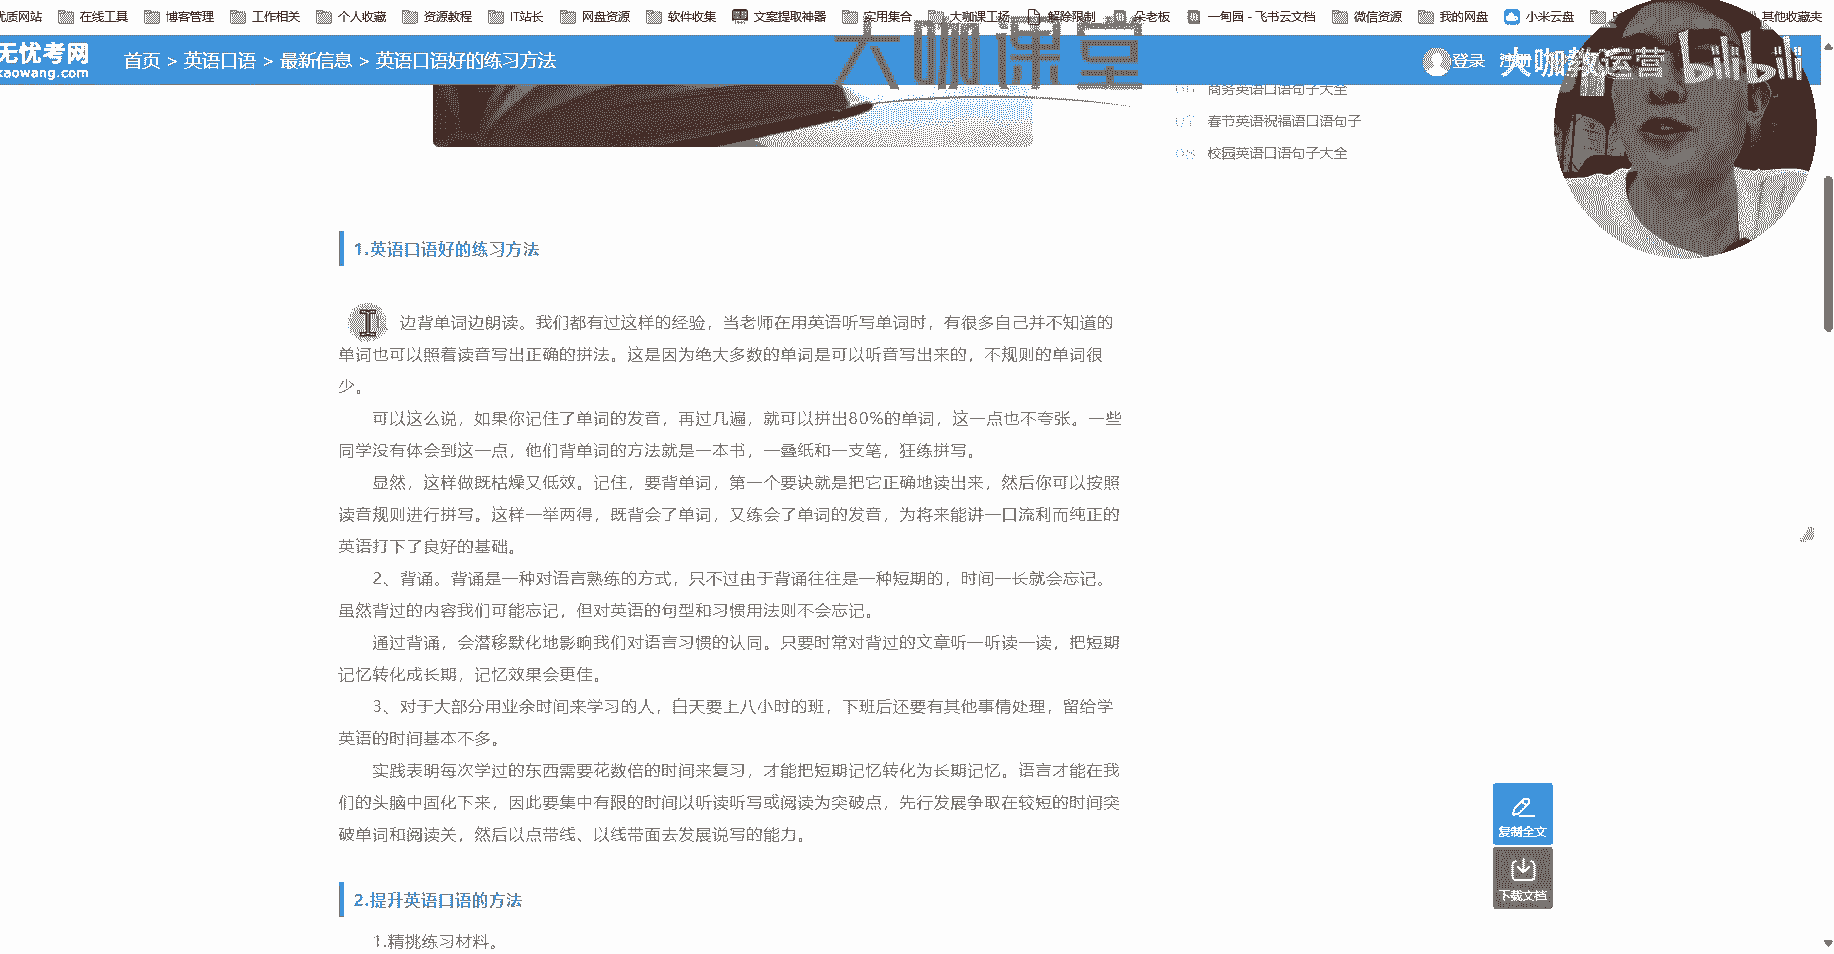 优质网站 在线工具 博客管理 工作相关 个人收藏 资源教程 IT站长 网盘资源 软件收集 文案提取神器 实用集合 大咖课工场 解除限制 朵老板 一甸园 - 飞书云文档 微信资源 我的网盘 小米云盘 其他收藏夹
大咖课堂
无忧考网
kaowang.com
首页 > 英语口语 > 最新信息 > 英语口语好的练习方法
登录 注册
大咖教运营 bilibili
06 商务英语口语句子大全
07 春节英语祝福语口语句子
08 校园英语口语句子大全
1.英语口语好的练习方法
、边背单词边朗读。我们都有过这样的经验，当老师在用英语听写单词时，有很多自己并不知道的
单词也可以照着读音写出正确的拼法。这是因为绝大多数的单词是可以听音写出来的，不规则的单词很
少。
可以这么说，如果你记住了单词的发音，再过几遍，就可以拼出80%的单词，这一点也不夸张。一些
同学没有体会到这一点，他们背单词的方法就是一本书，一叠纸和一支笔，狂练拼写。
显然，这样做既枯燥又低效。记住，要背单词，第一个要诀就是把它正确地读出来，然后你可以按照
读音规则进行拼写。这样一举两得，既背会了单词，又练会了单词的发音，为将来能讲一口流利而纯正的
英语打下了良好的基础。
2、背诵。背诵是一种对语言熟练的方式，只不过由于背诵往往是一种短期的，时间一长就会忘记。
虽然背过的内容我们可能忘记，但对英语的句型和习惯用法则不会忘记。
通过背诵，会潜移默化地影响我们对语言习惯的认同。只要时常对背过的文章听一听读一读，把短期
记忆转化成长期，记忆效果会更佳。
3、对于大部分用业余时间来学习的人，白天要上八小时的班，下班后还要有其他事情处理，留给学
英语的时间基本不多。
实践表明每次学过的东西需要花数倍的时间来复习，才能把短期记忆转化为长期记忆。语言才能在我
们的头脑中固化下来，因此要集中有限的时间以听读听写或阅读为突破点，先行发展争取在较短的时间突
破单词和阅读关，然后以点带线、以线带面去发展说写的能力。
复制全文
下载文档
2.提升英语口语的方法
1.精挑练习材料。